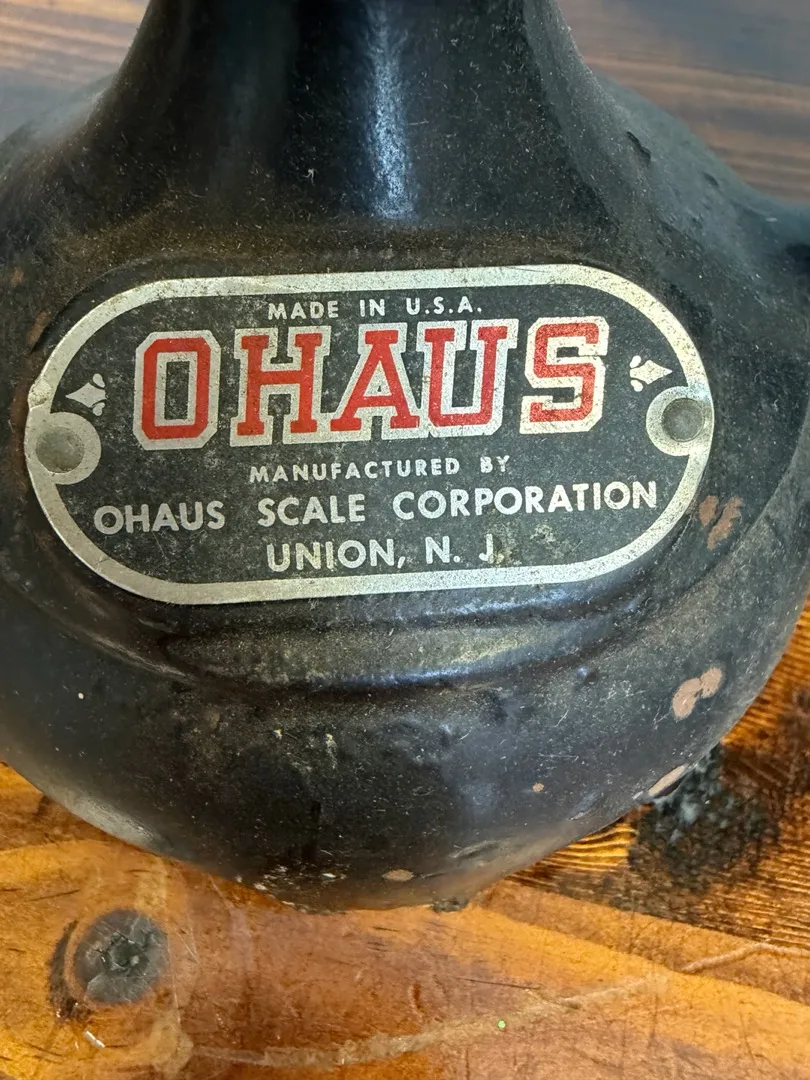 MADE IN U.S.A.
OHAUS
MANUFACTURED BY
OHAUS SCALE CORPORATION
UNION, N. J.